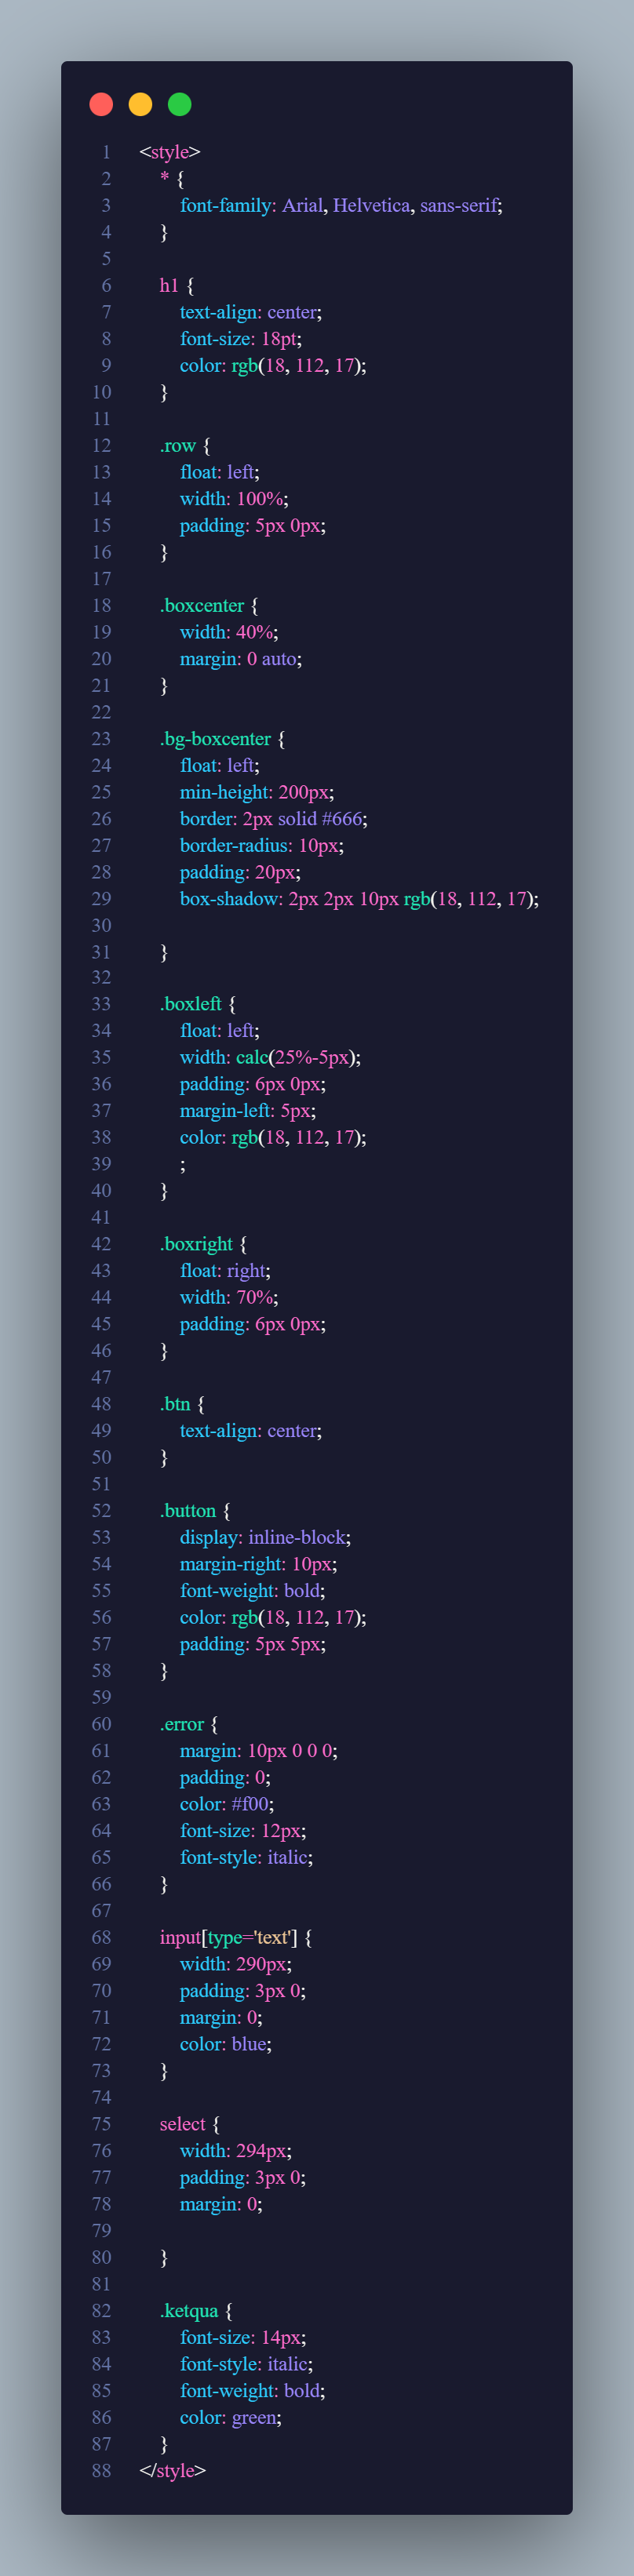 1 <style>
2 * {
3 font-family: Arial, Helvetica, sans-serif;
4 }
5
6 h1 {
7 text-align: center;
8 font-size: 18pt;
9 color: rgb(18, 112, 17);
10 }
11
12 .row {
13 float: left;
14 width: 100%;
15 padding: 5px 0px;
16 }
17
18 .boxcenter {
19 width: 40%;
20 margin: 0 auto;
21 }
22
23 .bg-boxcenter {
24 float: left;
25 min-height: 200px;
26 border: 2px solid #666;
27 border-radius: 10px;
28 padding: 20px;
29 box-shadow: 2px 2px 10px rgb(18, 112, 17);
30
31 }
32
33 .boxleft {
34 float: left;
35 width: calc(25%-5px);
36 padding: 6px 0px;
37 margin-left: 5px;
38 color: rgb(18, 112, 17);
39 ;
40 }
41
42 .boxright {
43 float: right;
44 width: 70%;
45 padding: 6px 0px;
46 }
47
48 .btn {
49 text-align: center;
50 }
51
52 .button {
53 display: inline-block;
54 margin-right: 10px;
55 font-weight: bold;
56 color: rgb(18, 112, 17);
57 padding: 5px 5px;
58 }
59
60 .error {
61 margin: 10px 0 0 0;
62 padding: 0;
63 color: #f00;
64 font-size: 12px;
65 font-style: italic;
66 }
67
68 input[type='text'] {
69 width: 290px;
70 padding: 3px 0;
71 margin: 0;
72 color: blue;
73 }
74
75 select {
76 width: 294px;
77 padding: 3px 0;
78 margin: 0;
79
80 }
81
82 .ketqua {
83 font-size: 14px;
84 font-style: italic;
85 font-weight: bold;
86 color: green;
87 }
88 </style>